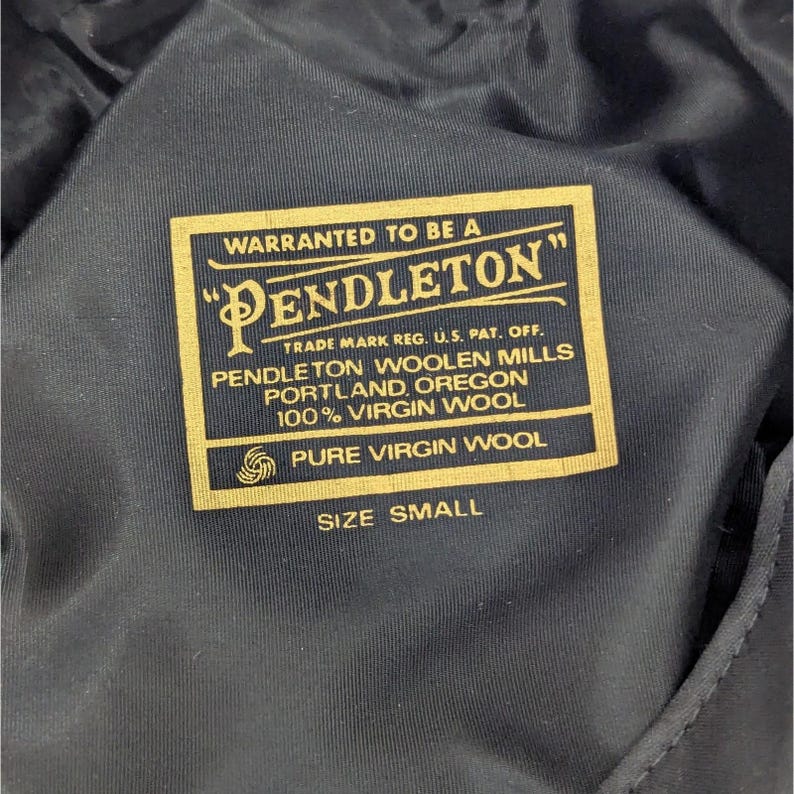 WARRANTED TO BE A
"PENDLETON"
TRADE MARK REG. U.S. PAT. OFF.
PENDLETON WOOLEN MILLS
PORTLAND, OREGON
100% VIRGIN WOOL
PURE VIRGIN WOOL
SIZE SMALL